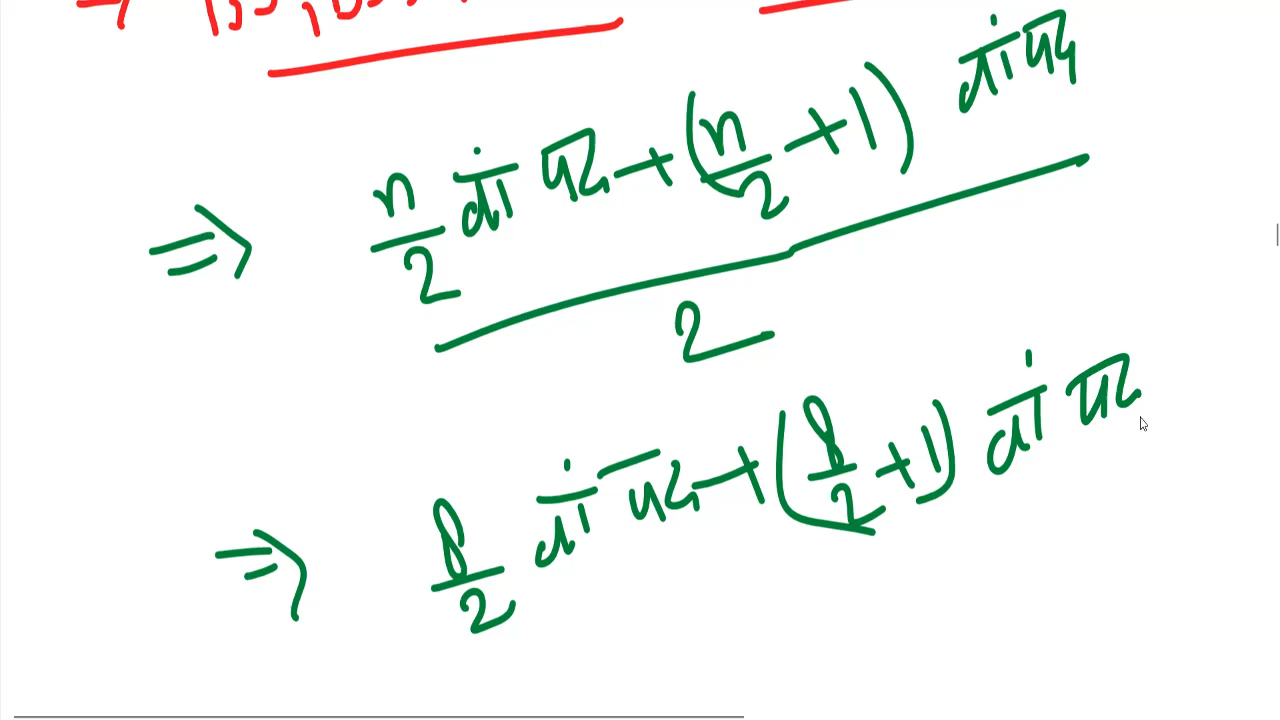 ⇒ n/2 वां पद + (n/2 + 1) वां पद / 2
⇒ 8/2 वां पद + (8/2 + 1) वां पद